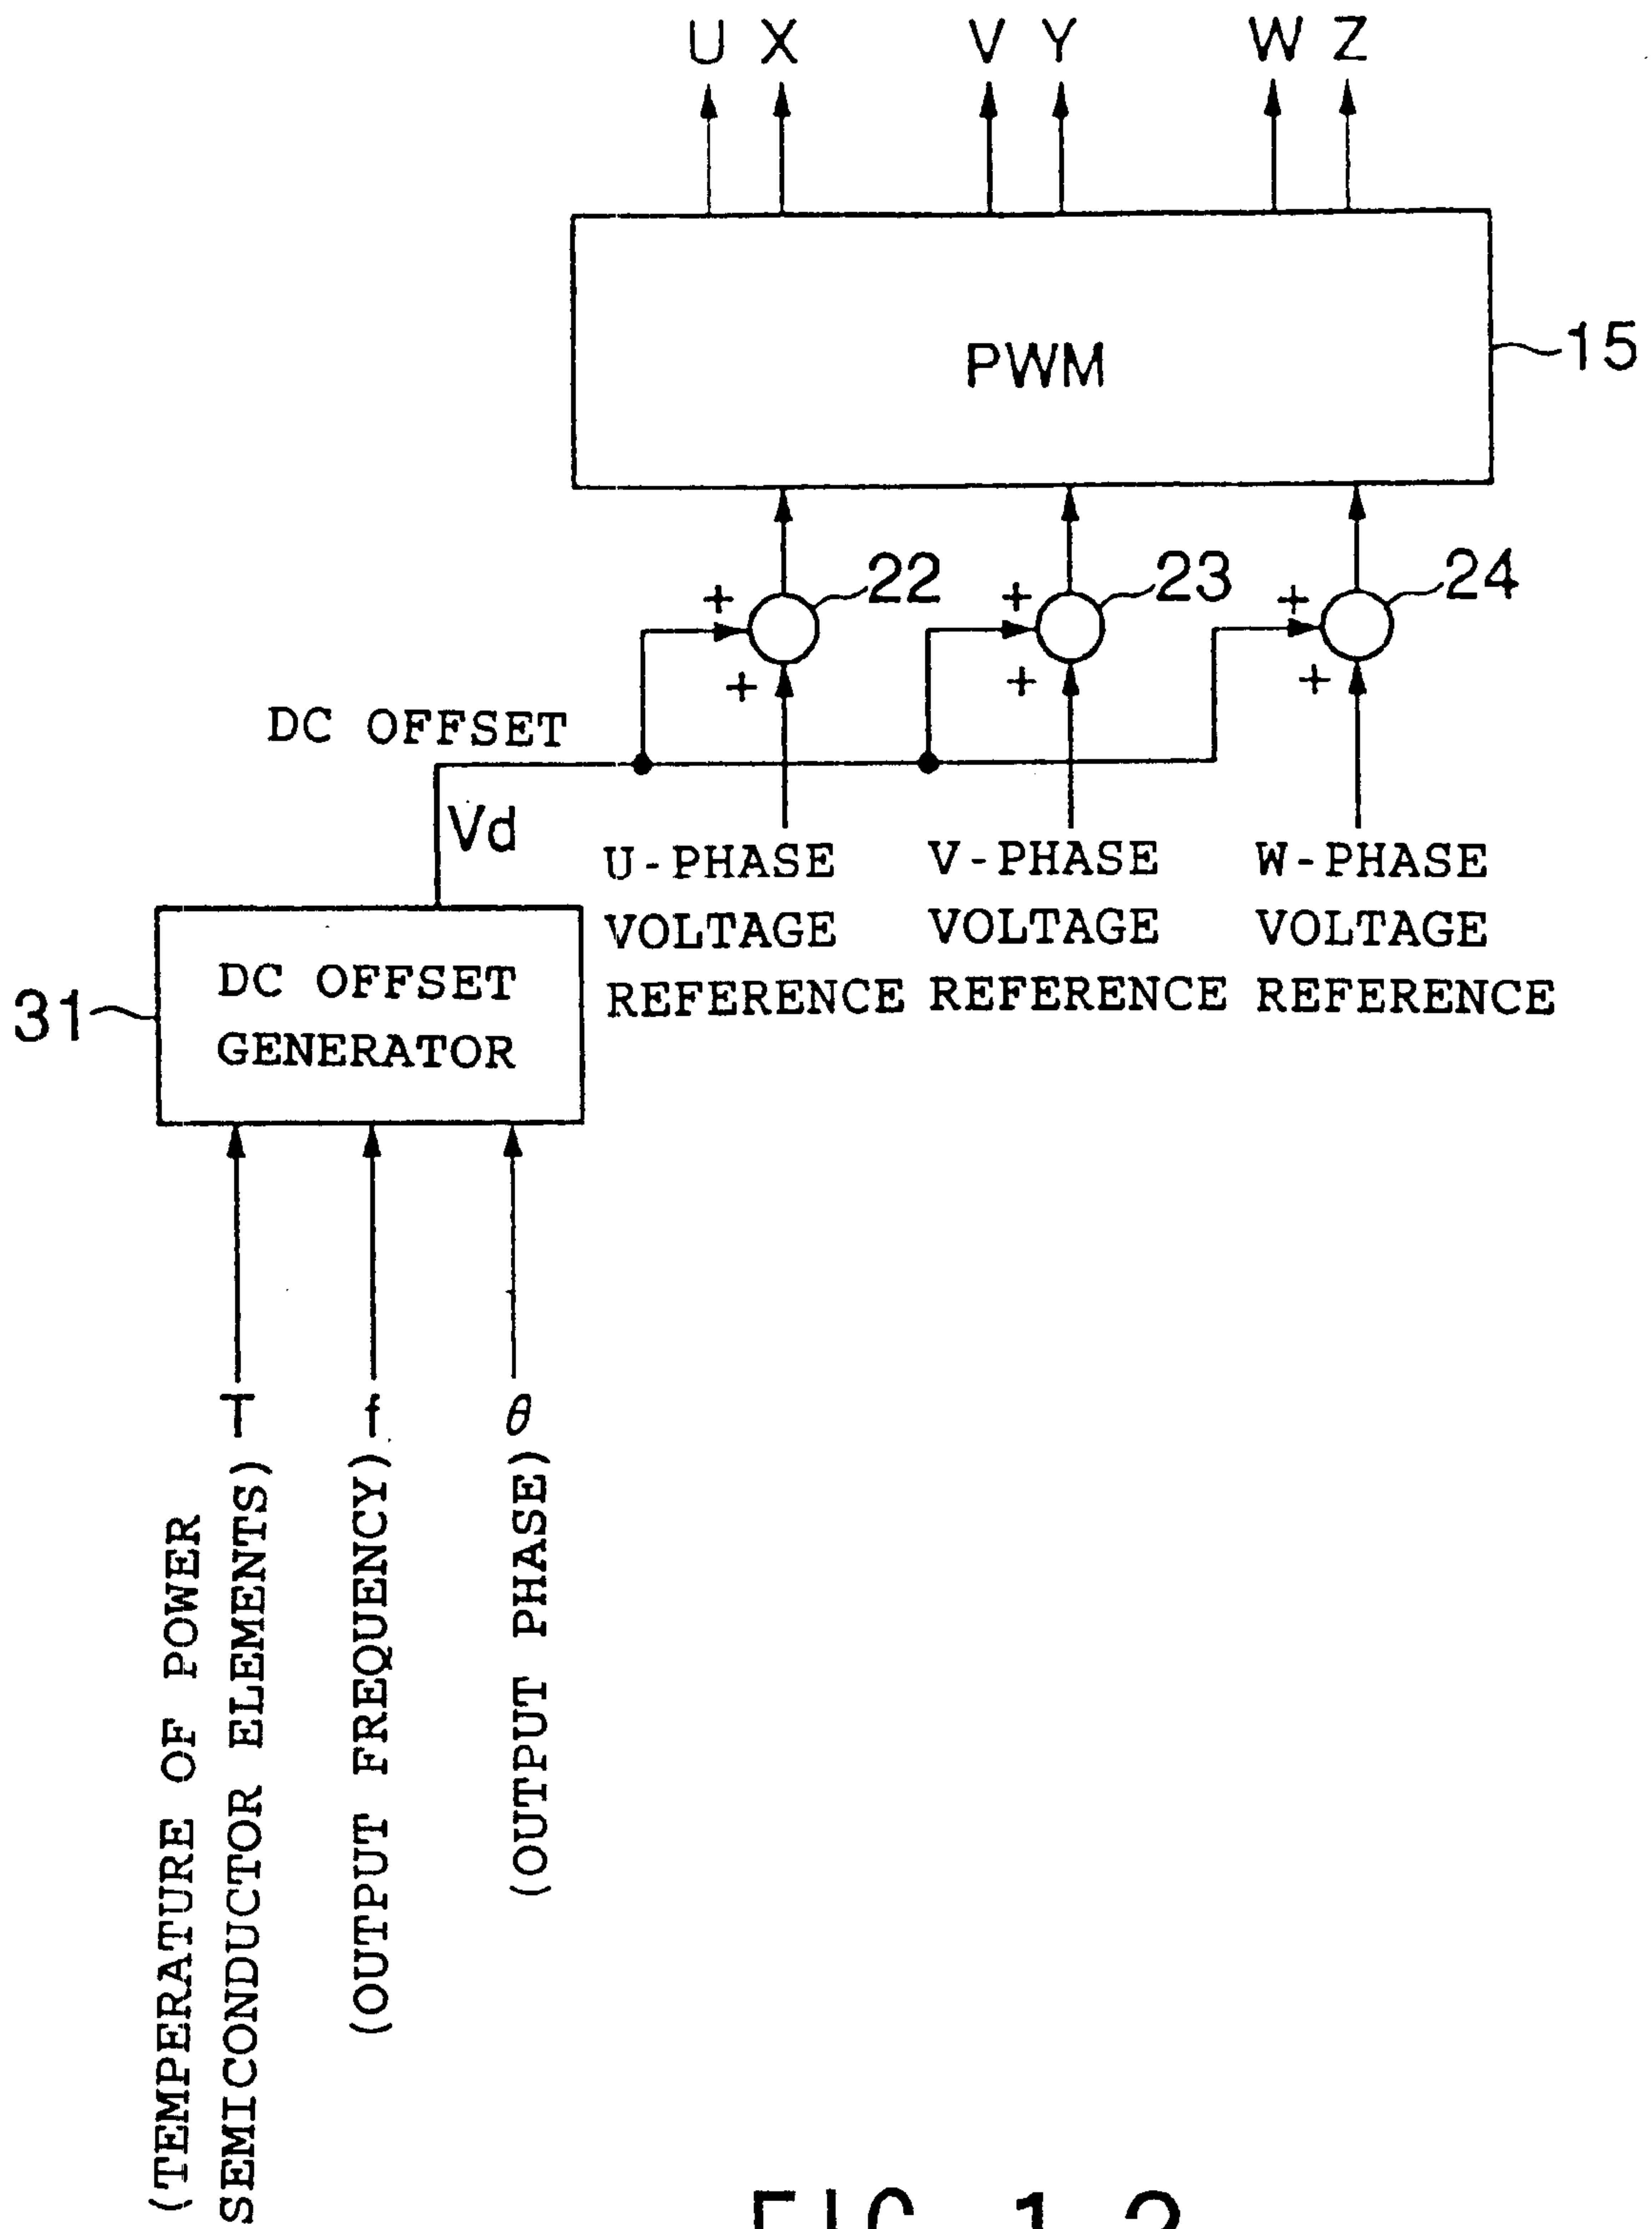 U X V Y W Z
PWM
15
22
23
24
+
+
+
+
+
+
DC OFFSET
Vd
U-PHASE
VOLTAGE
REFERENCE
V-PHASE
VOLTAGE
REFERENCE
W-PHASE
VOLTAGE
REFERENCE
31
DC OFFSET
GENERATOR
T
(TEMPERATURE OF POWER
SEMICONDUCTOR ELEMENTS)
f
(OUTPUT FREQUENCY)
θ
(OUTPUT PHASE)